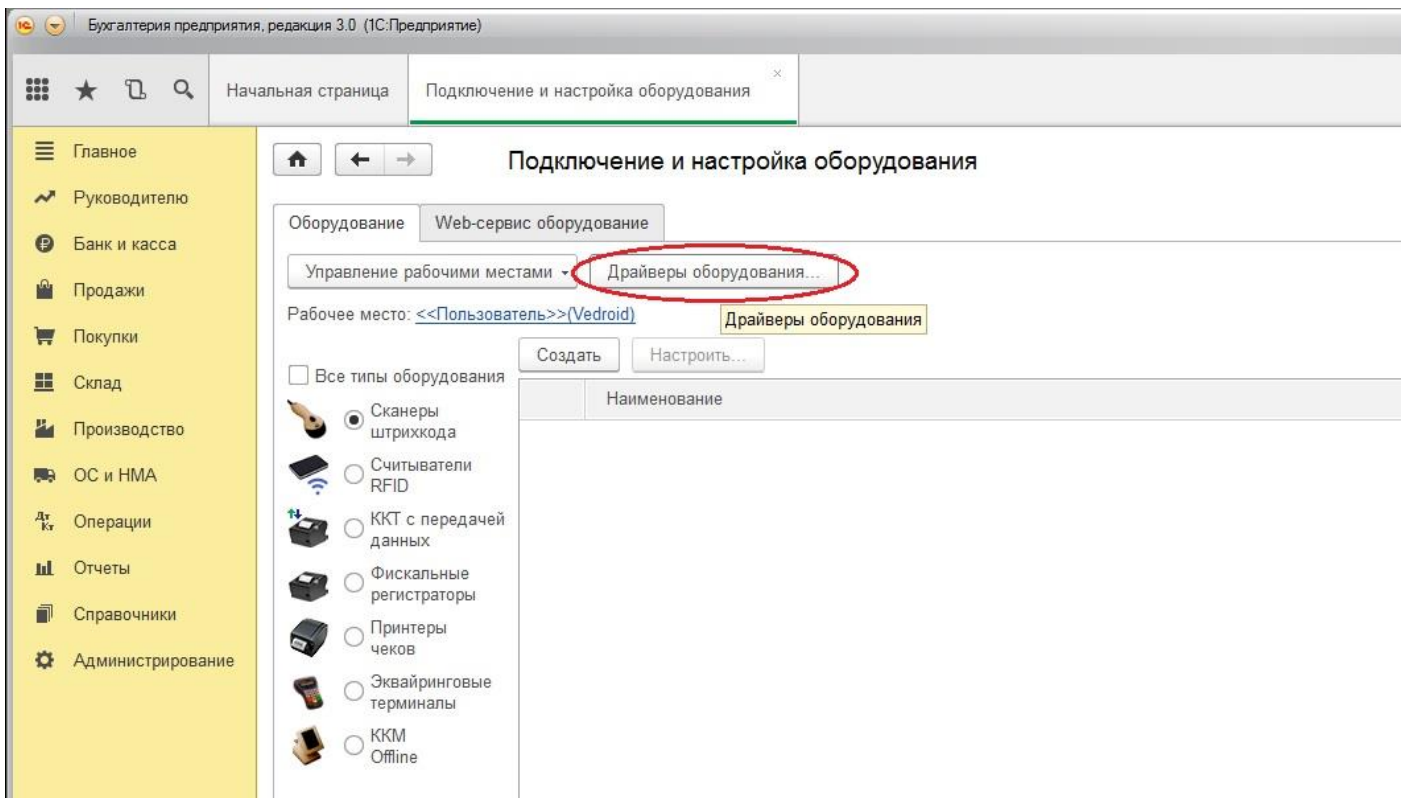 Бухгалтерия предприятия, редакция 3.0 (1С:Предприятие)
Начальная страница
Подключение и настройка оборудования
Главное
Руководителю
Банк и касса
Продажи
Покупки
Склад
Производство
ОС и НМА
Дт
Кт
Операции
Отчеты
Справочники
Администрирование
Подключение и настройка оборудования
Оборудование
Web-сервис оборудование
Управление рабочими местами
Драйверы оборудования...
Рабочее место: <<Пользователь>>(Vedroid)
Драйверы оборудования
Создать
Настроить...
Все типы оборудования
Наименование
Сканеры
штрихкода
Считыватели
RFID
ККТ с передачей
данных
Фискальные
регистраторы
Принтеры
чеков
Эквайринговые
терминалы
ККМ
Offline